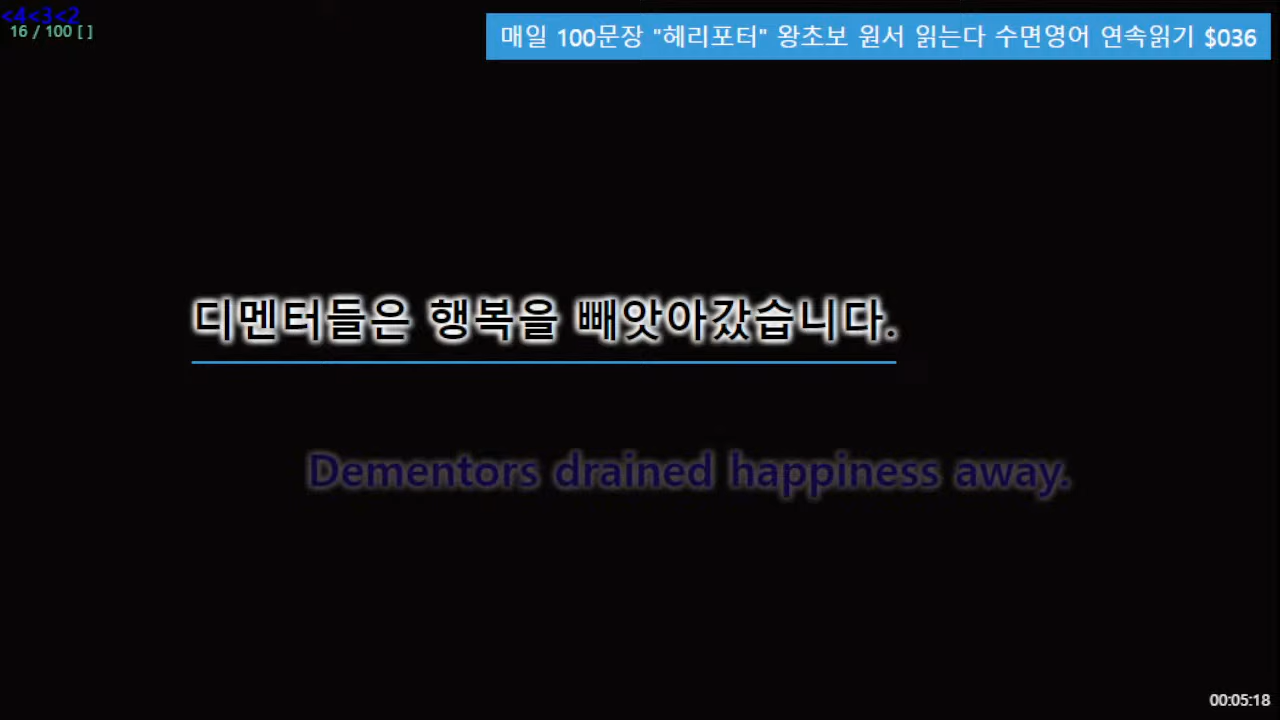 <4<3<2
16 / 100 [ ]
매일 100문장 "헤리포터" 왕초보 원서 읽는다 수면영어 연속읽기 $036
디멘터들은 행복을 빼앗아갔습니다.
Dementors drained happiness away.
00:05:18